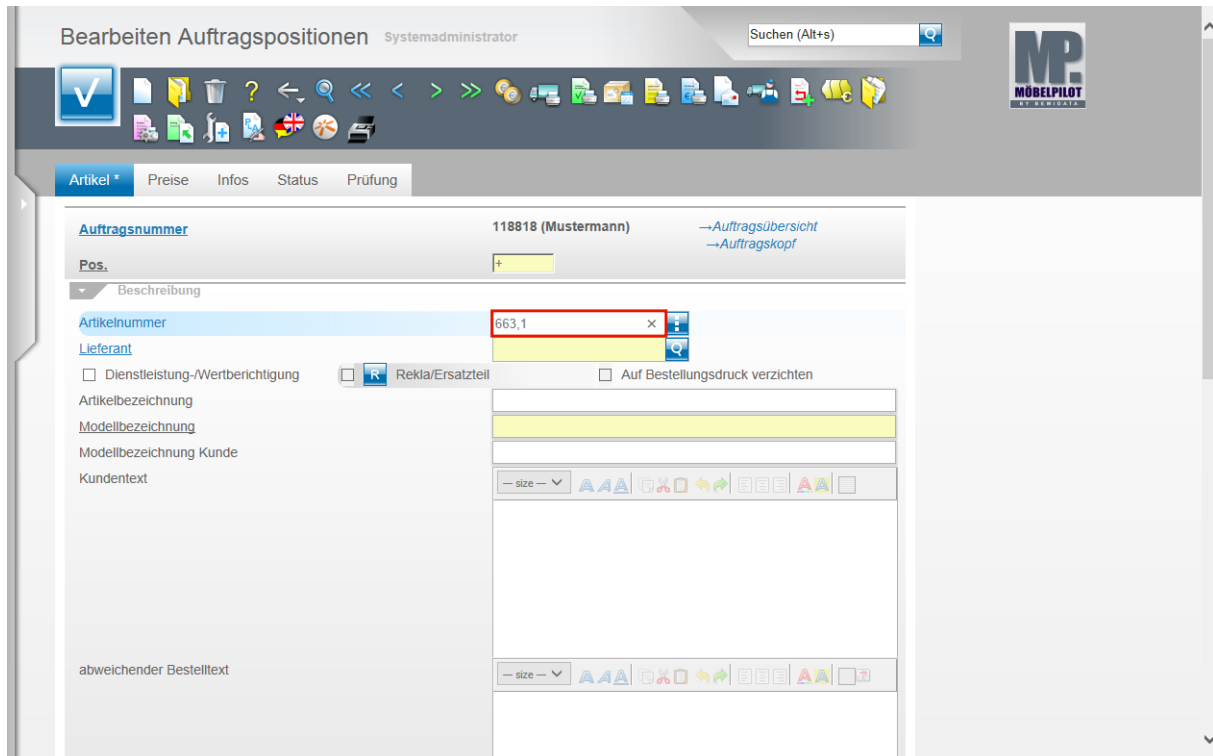 Bearbeiten Auftragspositionen Systemadministrator
Suchen (Alt+s)
MP.
MÖBELPILOT
BY BEWIDATA
Artikel * Preise Infos Status Prüfung
Auftragsnummer 118818 (Mustermann) →Auftragsübersicht
→Auftragskopf
Pos. +
Beschreibung
Artikelnummer 663,1
Lieferant
Dienstleistung-/Wertberichtigung R Rekla/Ersatzteil Auf Bestellungsdruck verzichten
Artikelbezeichnung
Modellbezeichnung
Modellbezeichnung Kunde
Kundentext — size — A A A A A
abweichender Bestelltext — size — A A A A A